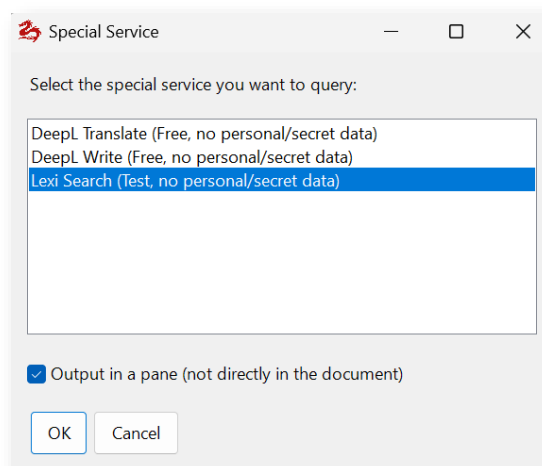 Special Service
Select the special service you want to query:
DeepL Translate (Free, no personal/secret data)
DeepL Write (Free, no personal/secret data)
Lexi Search (Test, no personal/secret data)
Output in a pane (not directly in the document)
OK Cancel